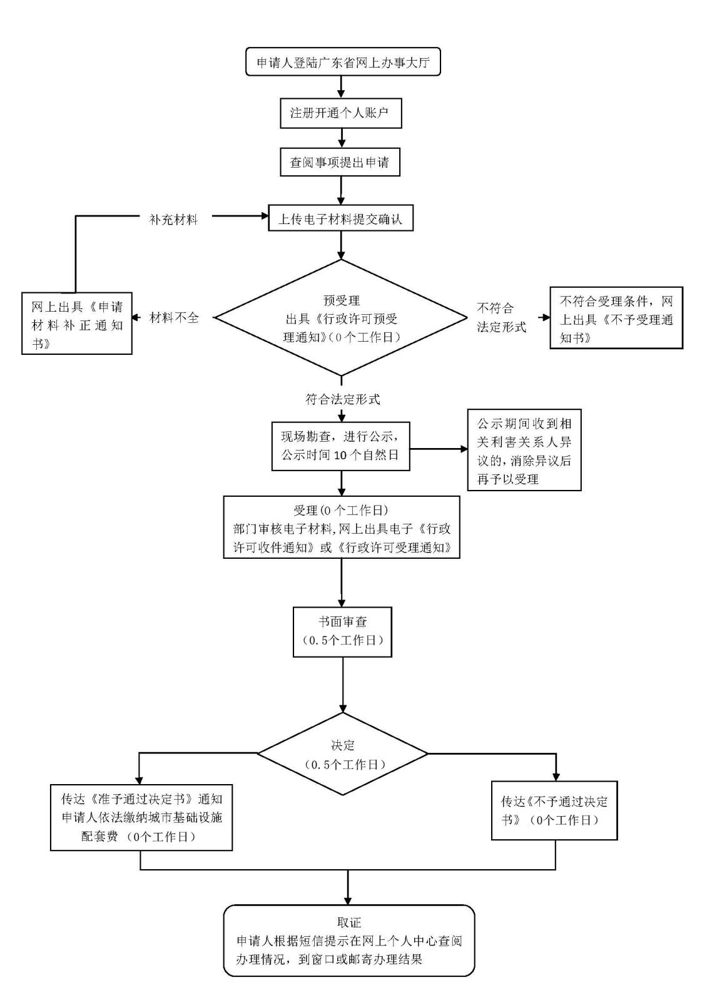 申请人登陆广东省网上办事大厅
注册开通个人账户
查阅事项提出申请
补充材料
上传电子材料提交确认
网上出具《申请
材料补正通知
书》
材料不全
预受理
出具《行政许可预受
理通知》（0 个工作日）
不符合
法定形式
不符合受理条件，网
上出具《不予受理通
知书》
符合法定形式
现场勘查，进行公示，
公示时间 10 个自然日
公示期间收到相
关利害关系人异
议的，消除异议后
再予以受理
受理(0 个工作日)
部门审核电子材料,网上出具电子《行政
许可收件通知》或《行政许可受理通知》
书面审查
（0.5个工作日）
决定
（0.5个工作日）
传达《准予通过决定书》通知
申请人依法缴纳城市基础设施
配套费（0个工作日）
传达《不予通过决定
书》（0个工作日）
取证
申请人根据短信提示在网上个人中心查阅
办理情况，到窗口或邮寄办理结果